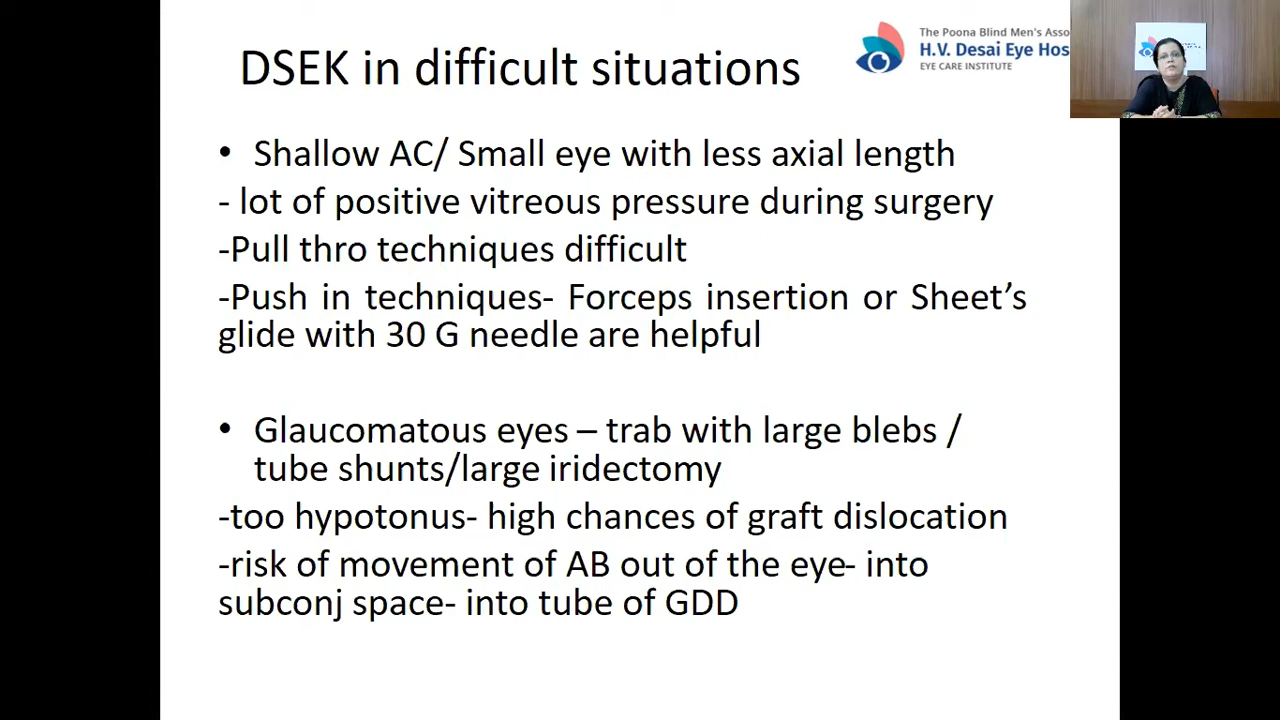 DSEK in difficult situations
The Poona Blind Men's Asso
H.V. Desai Eye Hos
EYE CARE INSTITUTE
• Shallow AC/ Small eye with less axial length
- lot of positive vitreous pressure during surgery
-Pull thro techniques difficult
-Push in techniques- Forceps insertion or Sheet’s
glide with 30 G needle are helpful
• Glaucomatous eyes – trab with large blebs /
tube shunts/large iridectomy
-too hypotonus- high chances of graft dislocation
-risk of movement of AB out of the eye- into
subconj space- into tube of GDD